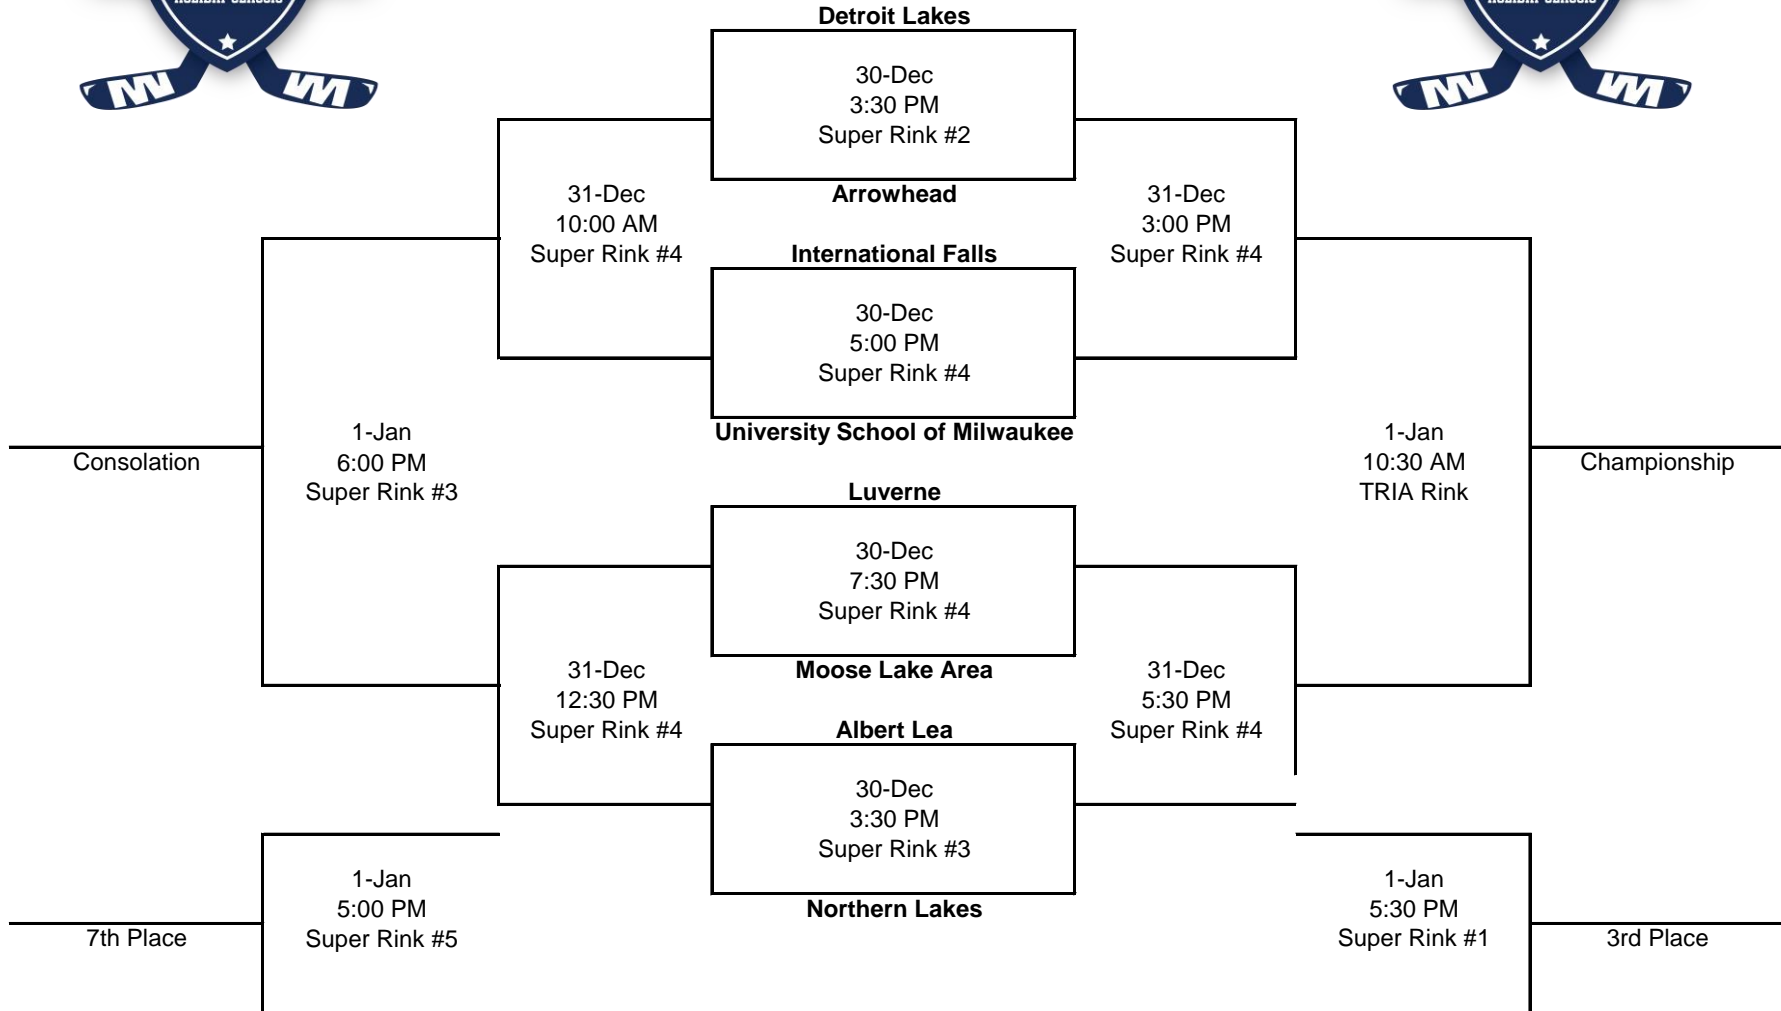 HOLIDAY CLASSIC
HOLIDAY CLASSIC
Detroit Lakes
30-Dec
3:30 PM
Super Rink #2
Arrowhead
31-Dec
10:00 AM
Super Rink #4
31-Dec
3:00 PM
Super Rink #4
International Falls
30-Dec
5:00 PM
Super Rink #4
University School of Milwaukee
1-Jan
6:00 PM
Super Rink #3
Consolation
1-Jan
10:30 AM
TRIA Rink
Championship
Luverne
30-Dec
7:30 PM
Super Rink #4
Moose Lake Area
31-Dec
12:30 PM
Super Rink #4
31-Dec
5:30 PM
Super Rink #4
Albert Lea
30-Dec
3:30 PM
Super Rink #3
Northern Lakes
1-Jan
5:00 PM
Super Rink #5
7th Place
1-Jan
5:30 PM
Super Rink #1
3rd Place